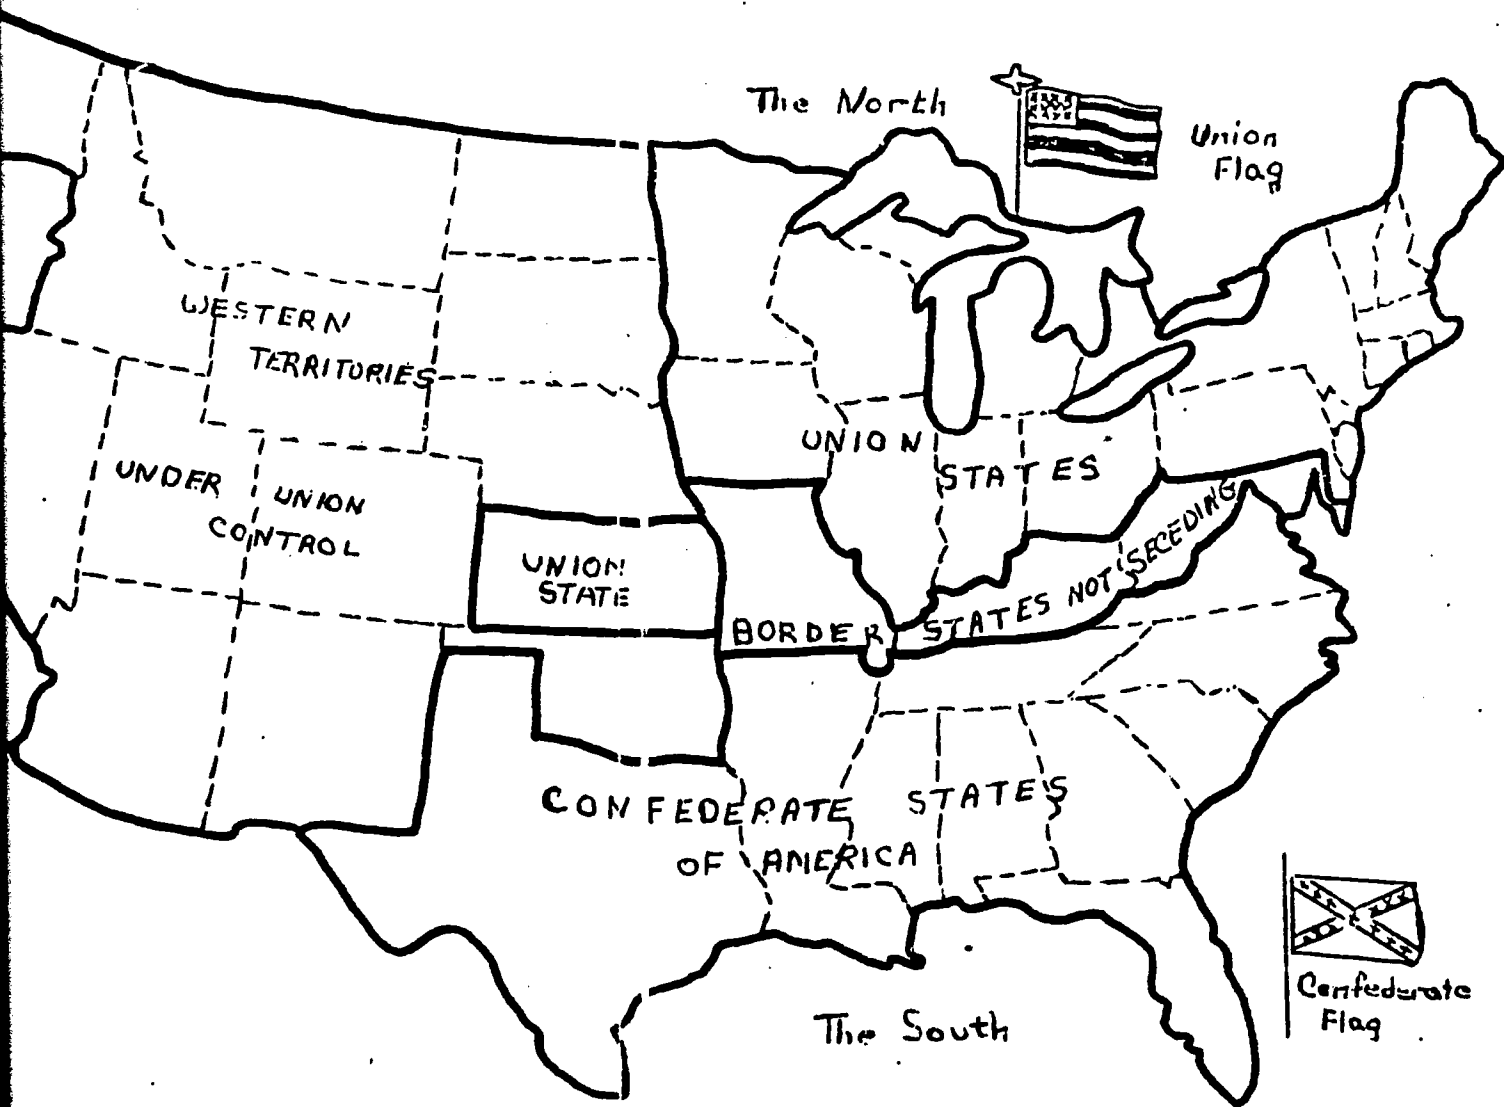 The North
Union
Flag
WESTERN
TERRITORIES
UNDER UNION
CONTROL
UNION
STATES
UNION
STATE
BORDER STATES NOT SECEDING
CONFEDERATE STATES
OF AMERICA
The South
Confederate
Flag